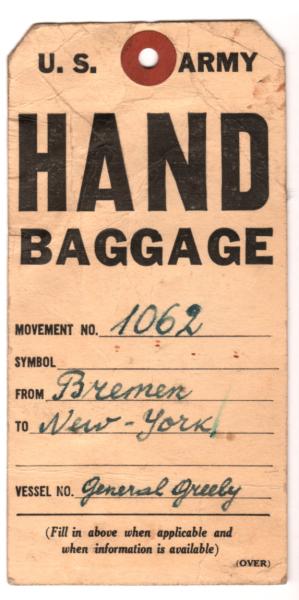 U. S. ARMY
HAND
BAGGAGE
MOVEMENT NO. 1062
SYMBOL
FROM Bremen
TO New-York
VESSEL NO. General Greely
(Fill in above when applicable and
when information is available)
(OVER)